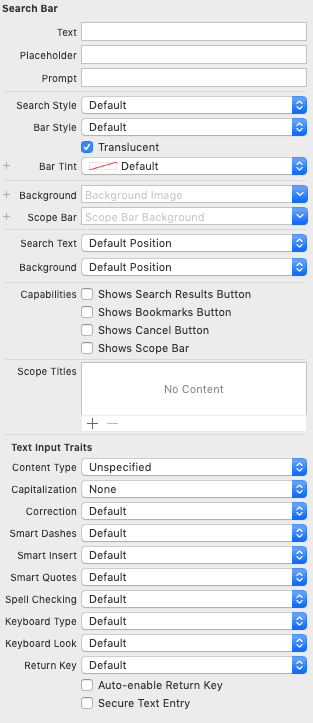 Search Bar
Text
Placeholder
Prompt
Search Style Default
Bar Style Default
Translucent
Bar Tint Default
Background Background Image
Scope Bar Scope Bar Background
Search Text Default Position
Background Default Position
Capabilities Shows Search Results Button
Shows Bookmarks Button
Shows Cancel Button
Shows Scope Bar
Scope Titles
No Content
Text Input Traits
Content Type Unspecified
Capitalization None
Correction Default
Smart Dashes Default
Smart Insert Default
Smart Quotes Default
Spell Checking Default
Keyboard Type Default
Keyboard Look Default
Return Key Default
Auto-enable Return Key
Secure Text Entry